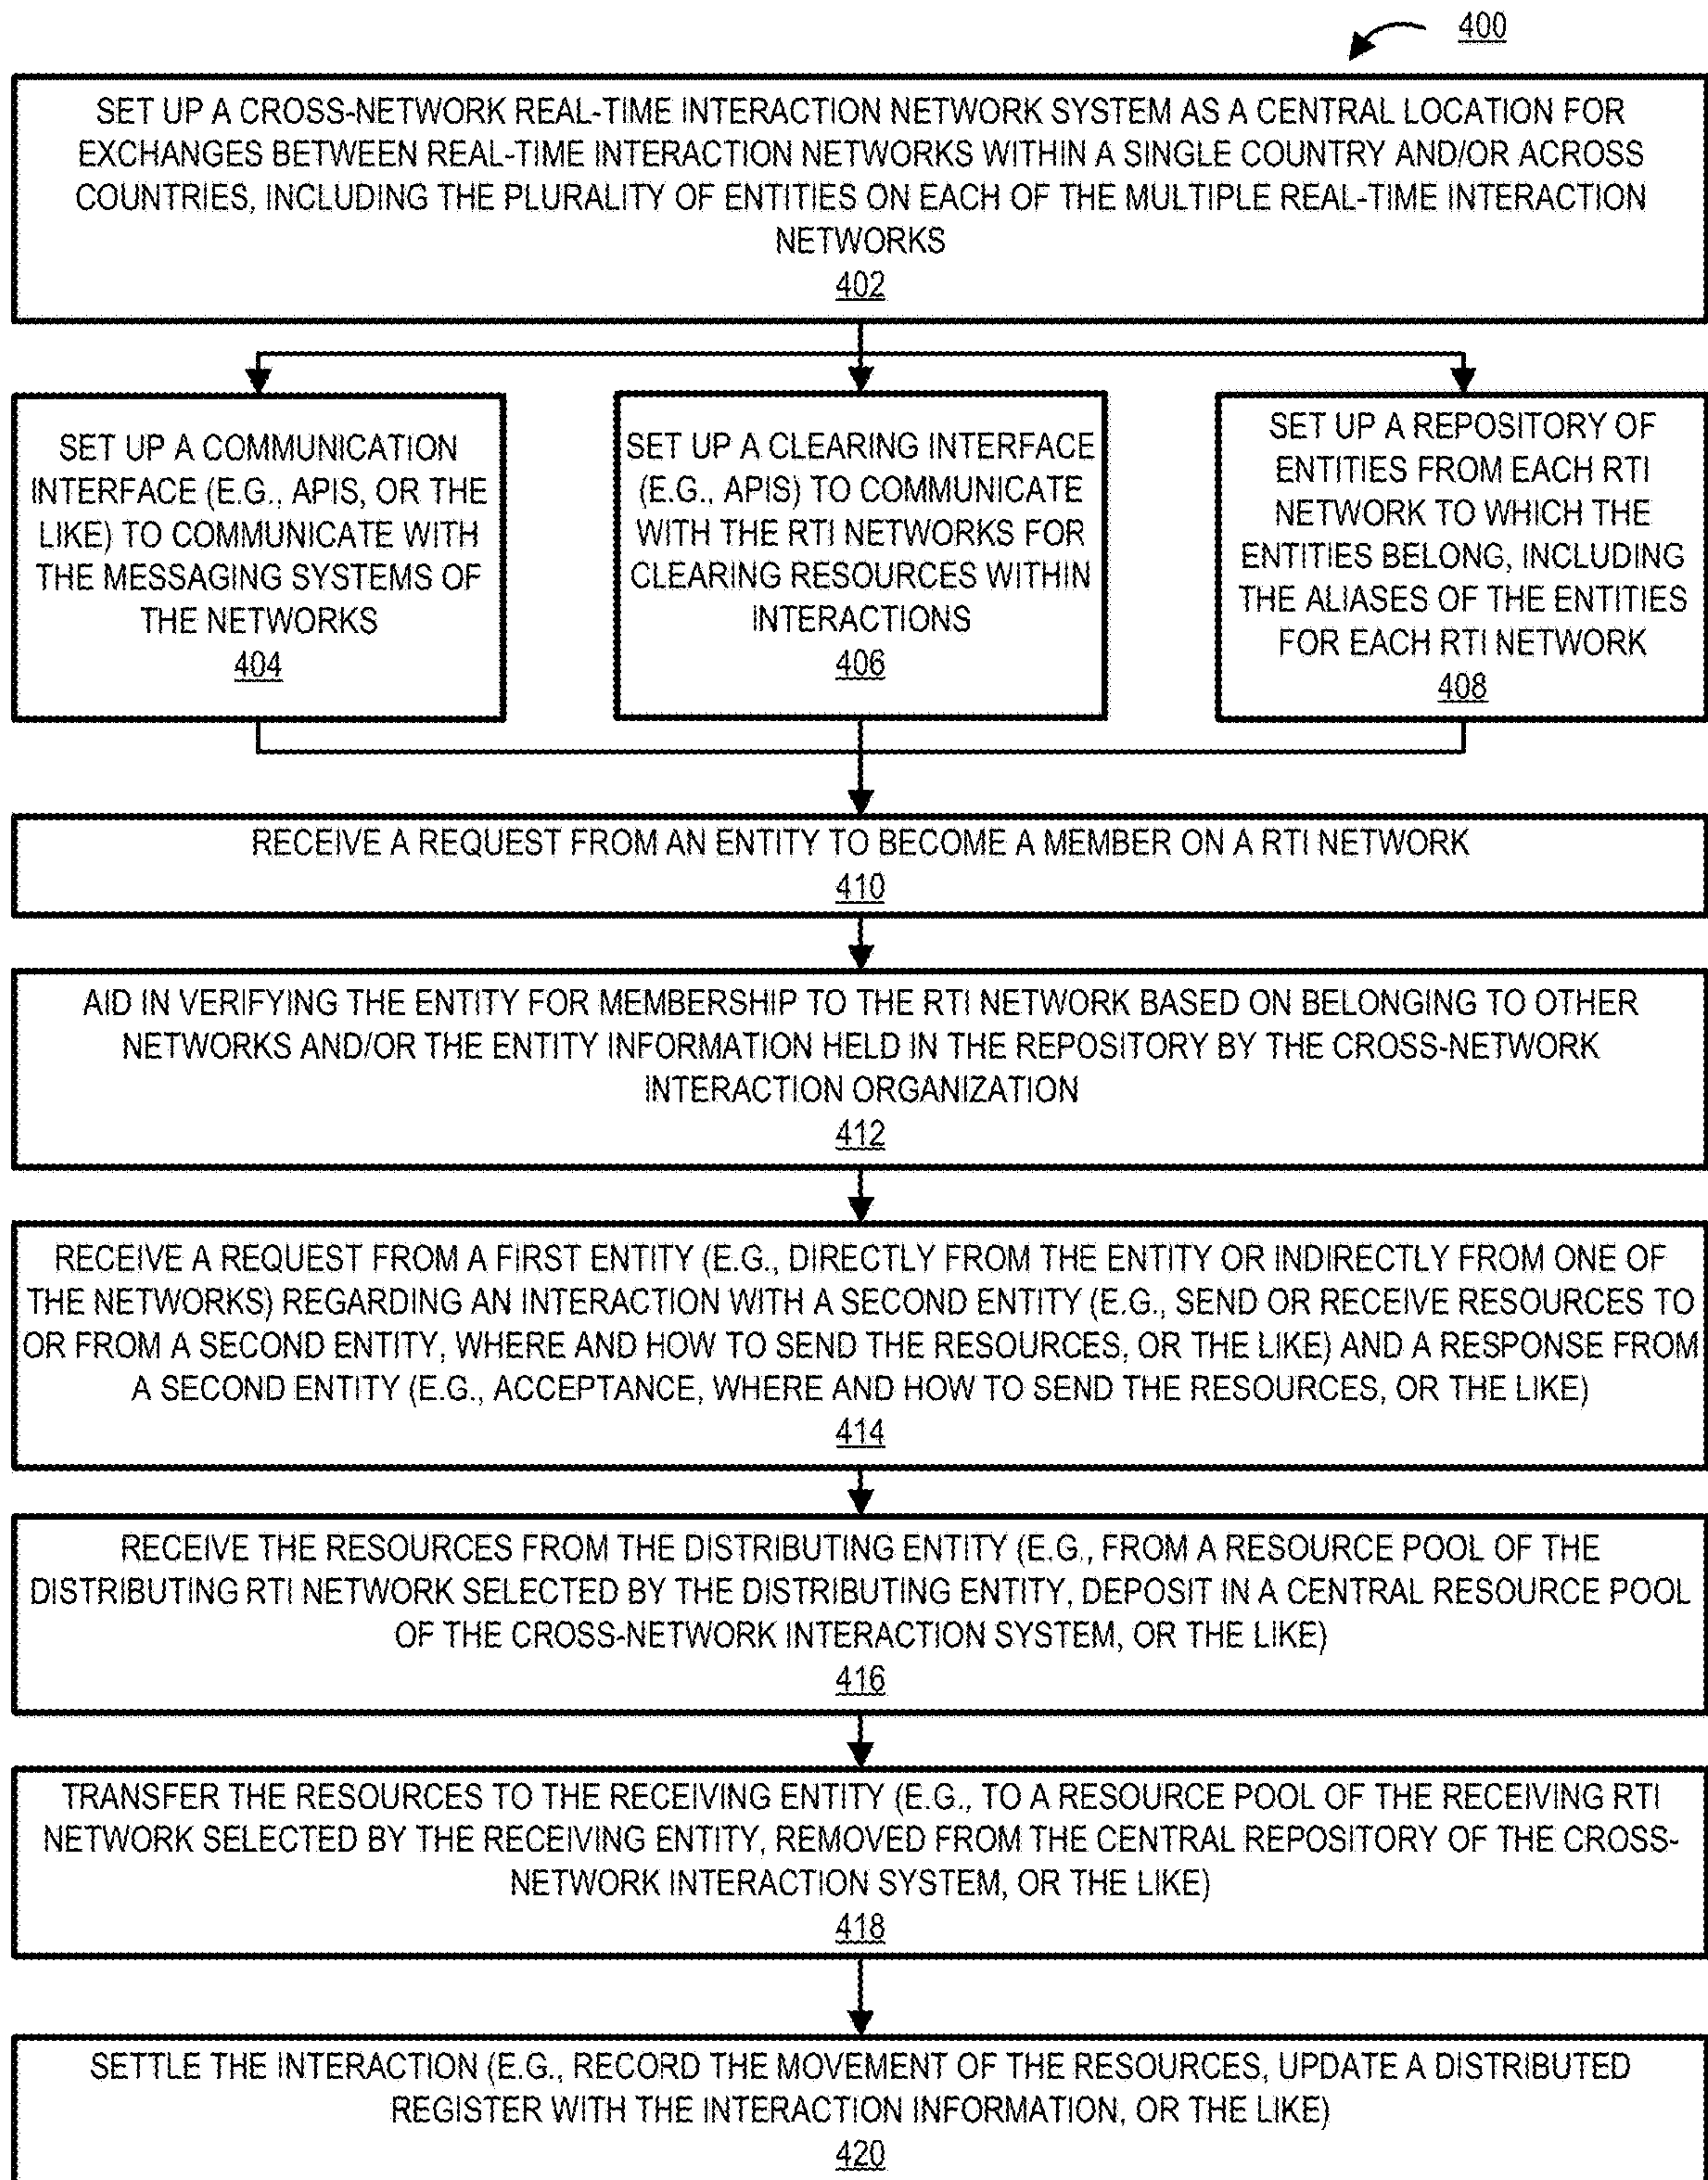 400
SET UP A CROSS-NETWORK REAL-TIME INTERACTION NETWORK SYSTEM AS A CENTRAL LOCATION FOR
EXCHANGES BETWEEN REAL-TIME INTERACTION NETWORKS WITHIN A SINGLE COUNTRY AND/OR ACROSS
COUNTRIES, INCLUDING THE PLURALITY OF ENTITIES ON EACH OF THE MULTIPLE REAL-TIME INTERACTION
NETWORKS
402
SET UP A COMMUNICATION
INTERFACE (E.G., APIS, OR THE
LIKE) TO COMMUNICATE WITH
THE MESSAGING SYSTEMS OF
THE NETWORKS
404
SET UP A CLEARING INTERFACE
(E.G., APIS) TO COMMUNICATE
WITH THE RTI NETWORKS FOR
CLEARING RESOURCES WITHIN
INTERACTIONS
406
SET UP A REPOSITORY OF
ENTITIES FROM EACH RTI
NETWORK TO WHICH THE
ENTITIES BELONG, INCLUDING
THE ALIASES OF THE ENTITIES
FOR EACH RTI NETWORK
408
RECEIVE A REQUEST FROM AN ENTITY TO BECOME A MEMBER ON A RTI NETWORK
410
AID IN VERIFYING THE ENTITY FOR MEMBERSHIP TO THE RTI NETWORK BASED ON BELONGING TO OTHER
NETWORKS AND/OR THE ENTITY INFORMATION HELD IN THE REPOSITORY BY THE CROSS-NETWORK
INTERACTION ORGANIZATION
412
RECEIVE A REQUEST FROM A FIRST ENTITY (E.G., DIRECTLY FROM THE ENTITY OR INDIRECTLY FROM ONE OF
THE NETWORKS) REGARDING AN INTERACTION WITH A SECOND ENTITY (E.G., SEND OR RECEIVE RESOURCES TO
OR FROM A SECOND ENTITY, WHERE AND HOW TO SEND THE RESOURCES, OR THE LIKE) AND A RESPONSE FROM
A SECOND ENTITY (E.G., ACCEPTANCE, WHERE AND HOW TO SEND THE RESOURCES, OR THE LIKE)
414
RECEIVE THE RESOURCES FROM THE DISTRIBUTING ENTITY (E.G., FROM A RESOURCE POOL OF THE
DISTRIBUTING RTI NETWORK SELECTED BY THE DISTRIBUTING ENTITY, DEPOSIT IN A CENTRAL RESOURCE POOL
OF THE CROSS-NETWORK INTERACTION SYSTEM, OR THE LIKE)
416
TRANSFER THE RESOURCES TO THE RECEIVING ENTITY (E.G., TO A RESOURCE POOL OF THE RECEIVING RTI
NETWORK SELECTED BY THE RECEIVING ENTITY, REMOVED FROM THE CENTRAL REPOSITORY OF THE CROSS-
NETWORK INTERACTION SYSTEM, OR THE LIKE)
418
SETTLE THE INTERACTION (E.G., RECORD THE MOVEMENT OF THE RESOURCES, UPDATE A DISTRIBUTED
REGISTER WITH THE INTERACTION INFORMATION, OR THE LIKE)
420